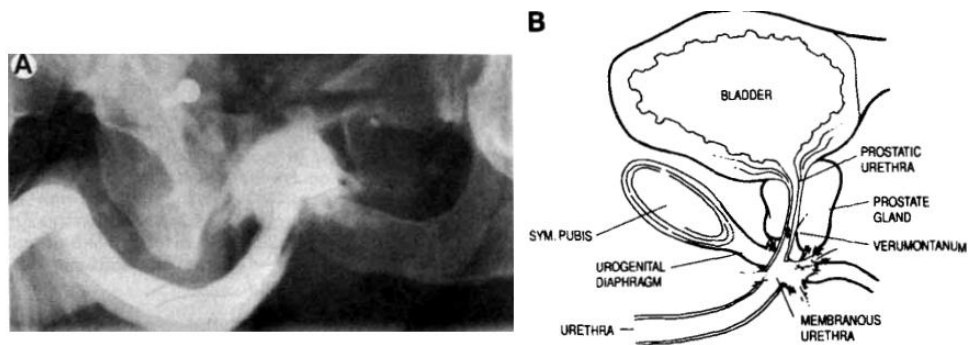 A
B
BLADDER
PROSTATIC
URETHRA
PROSTATE
GLAND
SYM. PUBIS
VERUMONTANUM
UROGENITAL
DIAPHRAGM
MEMBRANOUS
URETHRA
URETHRA